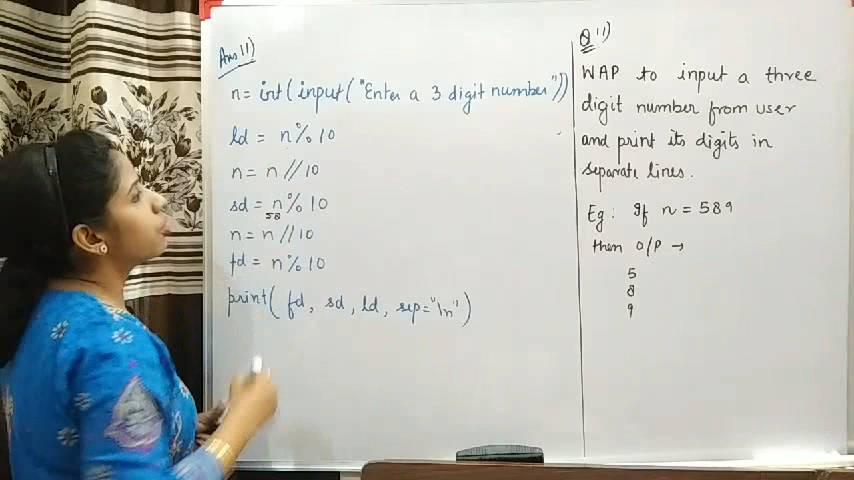 Ans 11)
n = int(input("Enter a 3 digit number"))
ld = n%10
n = n//10
sd = n%10
58
n = n//10
fd = n%10
print(fd, sd, ld, sep="\n")
Q 11)
WAP to input a three
digit number from user
and print its digits in
separate lines.
Eg: If n = 589
then O/P →
5
8
9